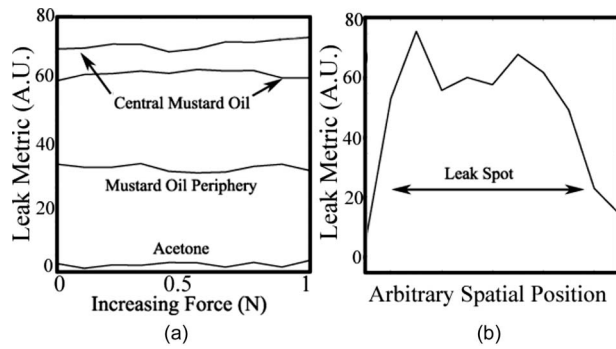 80
60
40
20
0
Leak Metric (A.U.)
Central Mustard Oil
Mustard Oil Periphery
Acetone
0
0.5
1
Increasing Force (N)
(a)
80
60
40
20
0
Leak Metric (A.U.)
Leak Spot
Arbitrary Spatial Position
(b)